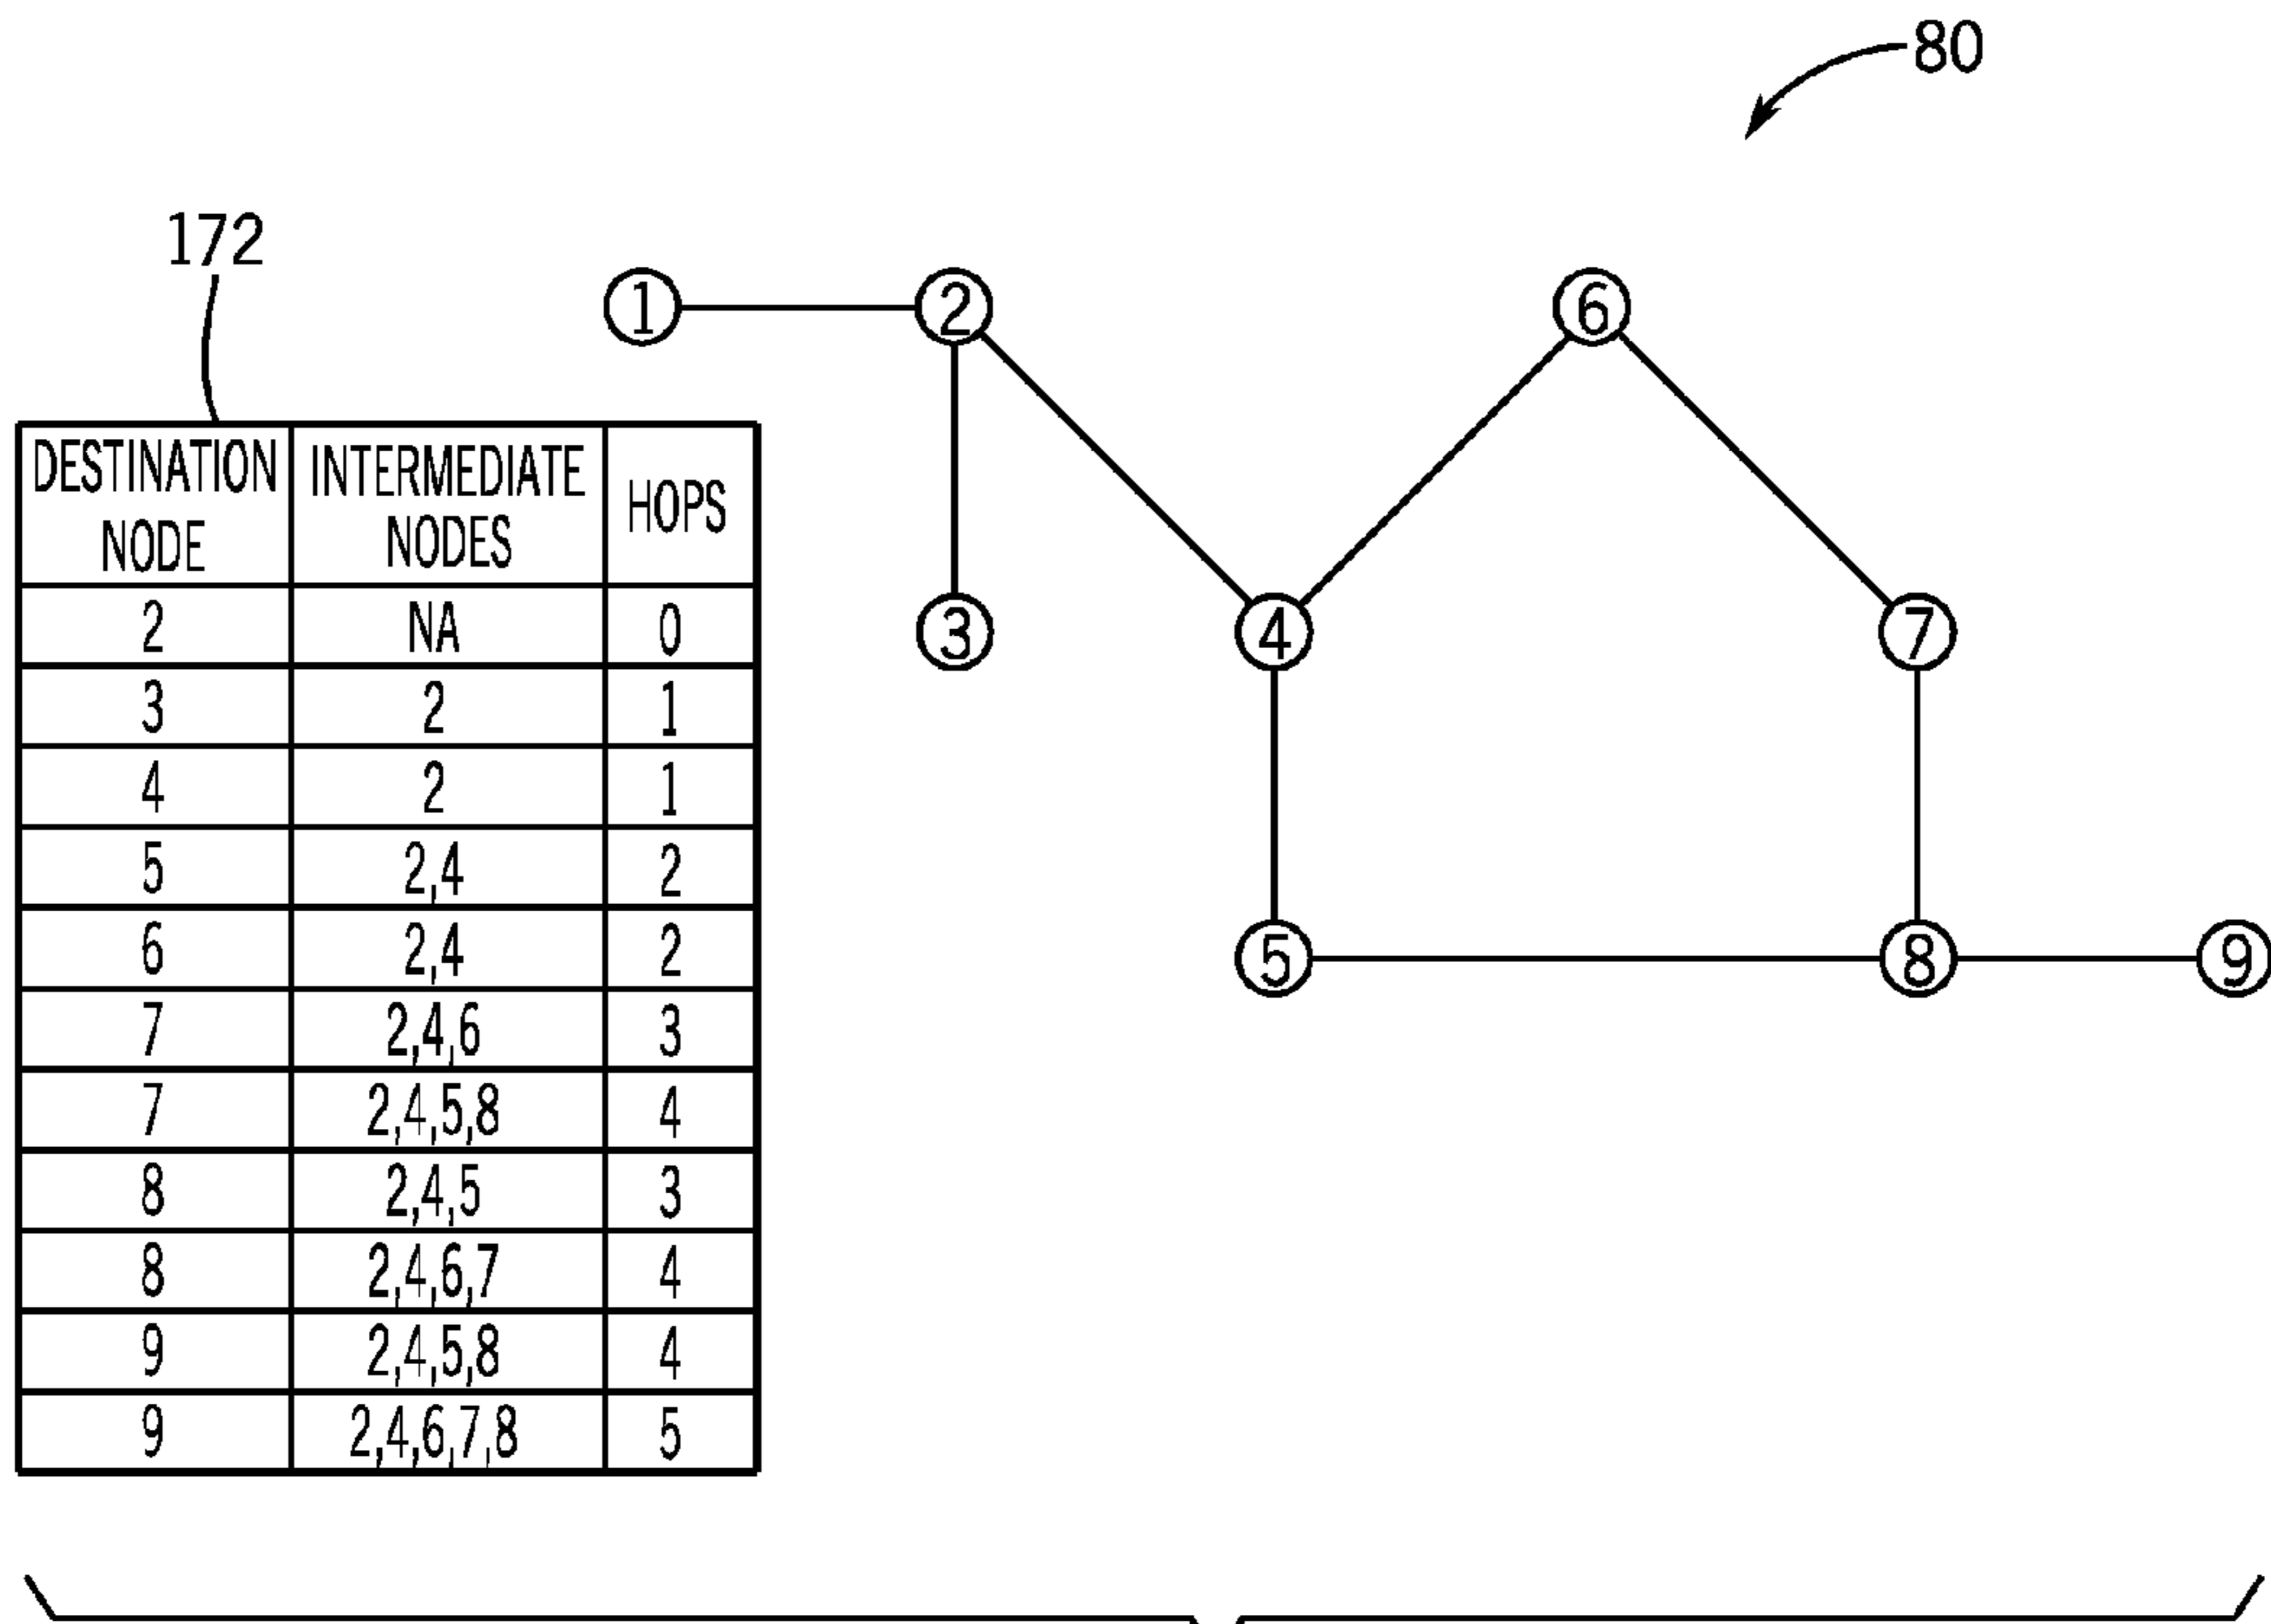 80
172
1
2
6
3
4
7
5
8
9
DESTINATION NODE | INTERMEDIATE NODES | HOPS
2 | NA | 0
3 | 2 | 1
4 | 2 | 1
5 | 2,4 | 2
6 | 2,4 | 2
7 | 2,4,6 | 3
7 | 2,4,5,8 | 4
8 | 2,4,5 | 3
8 | 2,4,6,7 | 4
9 | 2,4,5,8 | 4
9 | 2,4,6,7,8 | 5